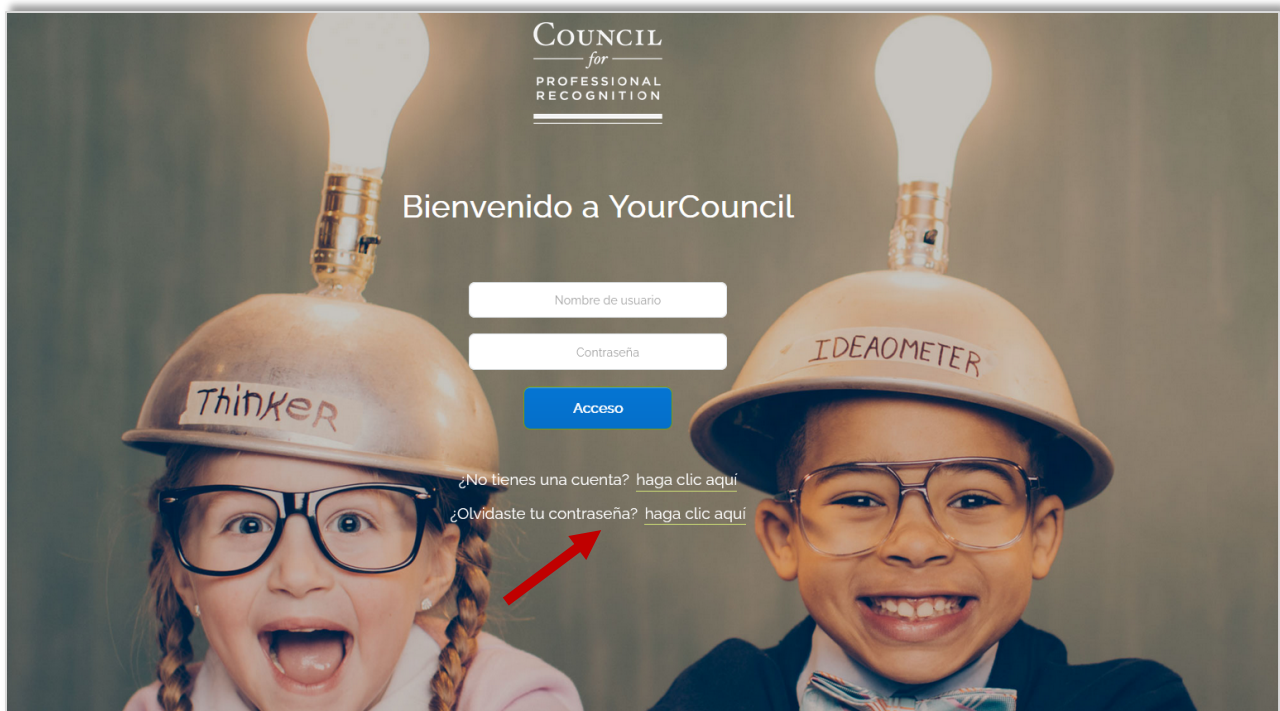 COUNCIL
for
PROFESSIONAL
RECOGNITION
Bienvenido a YourCouncil
Nombre de usuario
Contraseña
IDEAOMETER
Thinker
Acceso
¿No tienes una cuenta? haga clic aquí
¿Olvidaste tu contraseña? haga clic aquí